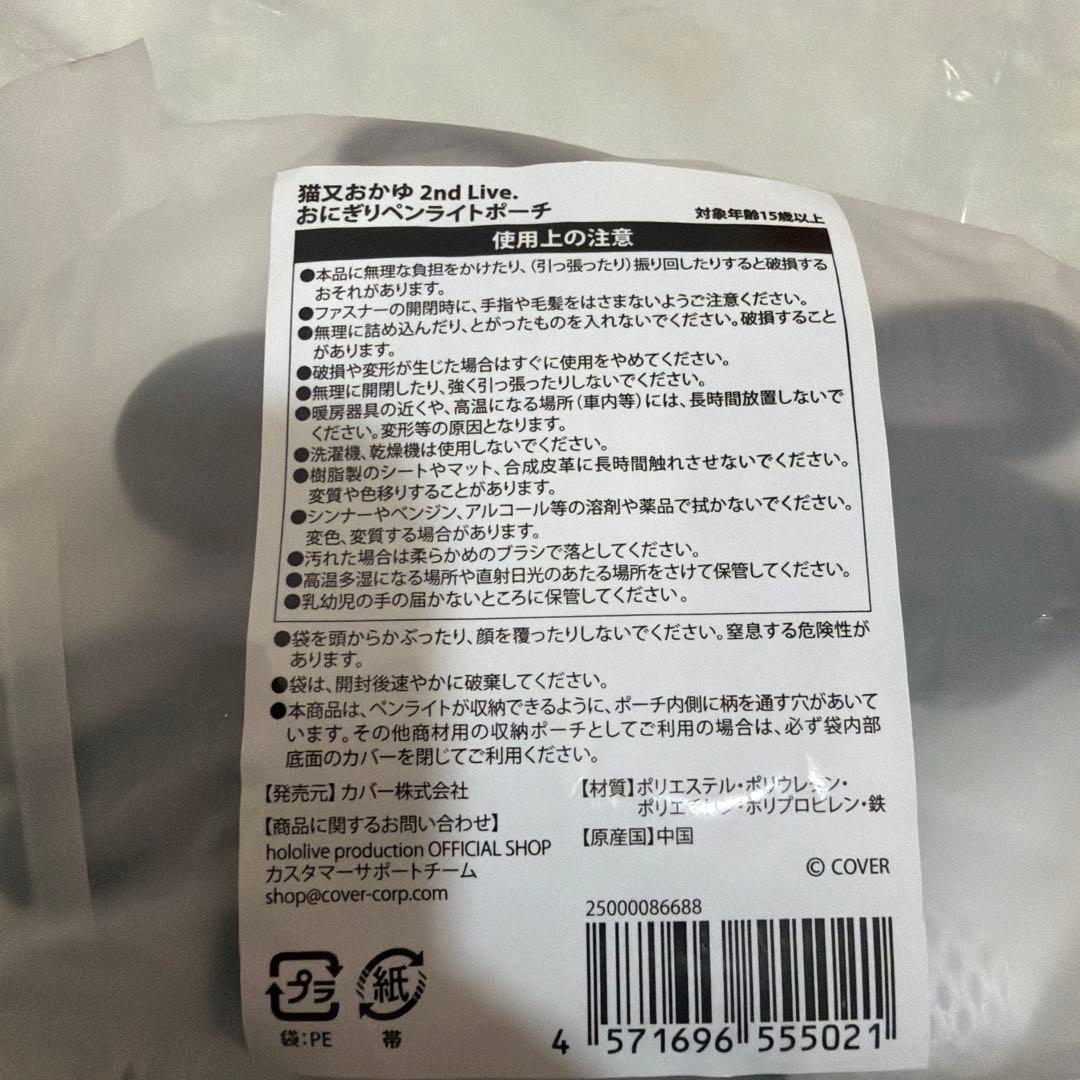 猫又おかゆ 2nd Live.
おにぎりペンライトポーチ
対象年齢15歳以上
使用上の注意
●本品に無理な負担をかけたり、(引っ張ったり)振り回したりすると破損する
おそれがあります。
●ファスナーの開閉時に、手指や毛髪をはさまないようご注意ください。
●無理に詰め込んだり、とがったものを入れないでください。破損すること
があります。
●破損や変形が生じた場合はすぐに使用をやめてください。
●無理に開閉したり、強く引っ張ったりしないでください。
●暖房器具の近くや、高温になる場所(車内等)には、長時間放置しないで
ください。変形等の原因となります。
●洗濯機、乾燥機は使用しないでください。
●樹脂製のシートやマット、合成皮革に長時間触れさせないでください。
変質や色移りすることがあります。
●シンナーやベンジン、アルコール等の溶剤や薬品で拭かないでください。
変色、変質する場合があります。
●汚れた場合は柔らかめのブラシで落としてください。
●高温多湿になる場所や直射日光のあたる場所をさけて保管してください。
●乳幼児の手の届かないところに保管してください。
●袋を頭からかぶったり、顔を覆ったりしないでください。窒息する危険性が
あります。
●袋は、開封後速やかに破棄してください。
●本商品は、ペンライトが収納できるように、ポーチ内側に柄を通す穴があいて
います。その他商材用の収納ポーチとしてご利用の場合は、必ず袋内部
底面のカバーを閉じてご利用ください。
【発売元】カバー株式会社
【商品に関するお問い合わせ】
hololive production OFFICIAL SHOP
カスタマーサポートチーム
shop@cover-corp.com
【材質】ポリエステル・ポリウレタン・
ポリエチレン・ポリプロピレン・鉄
【原産国】中国
© COVER
25000086688
プラ
袋:PE
紙
帯
4 571696 555021